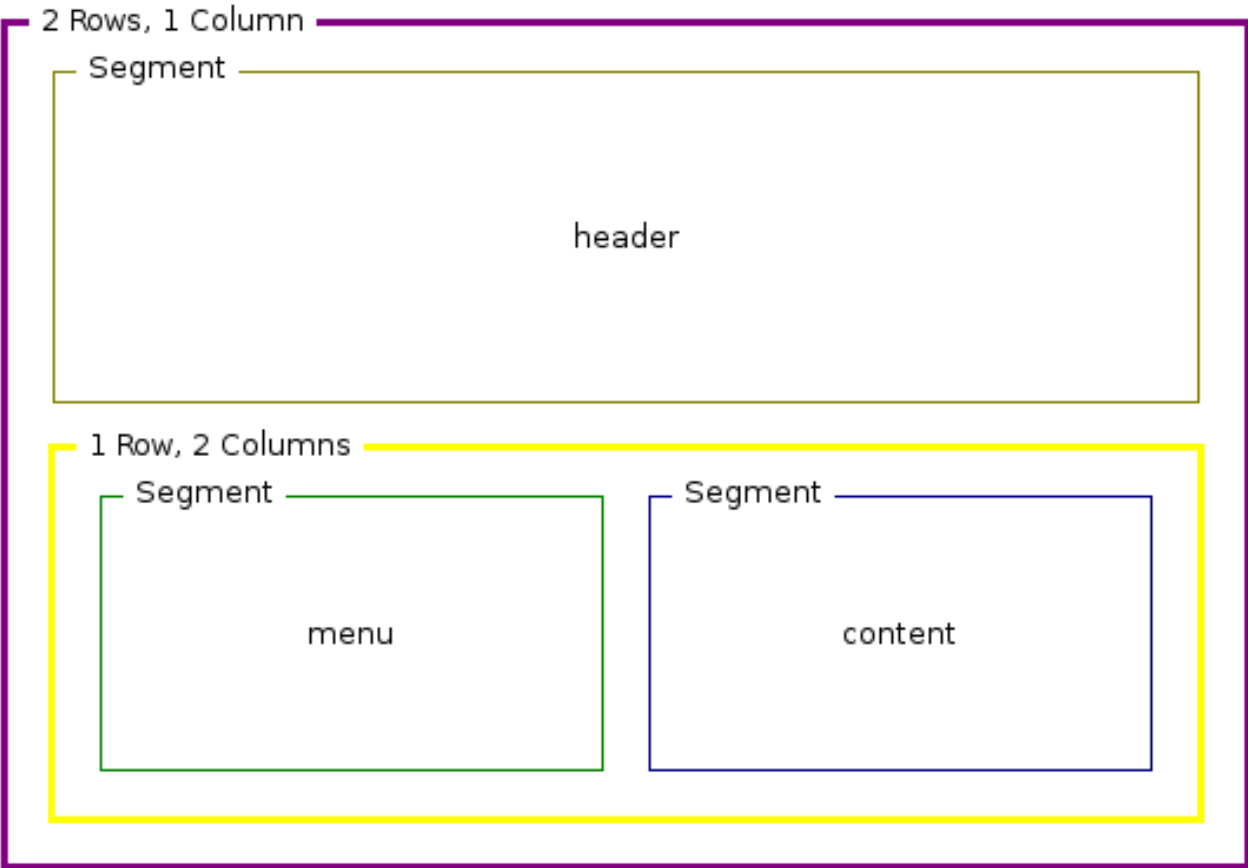 2 Rows, 1 Column
Segment
header
1 Row, 2 Columns
Segment
Segment
menu
content